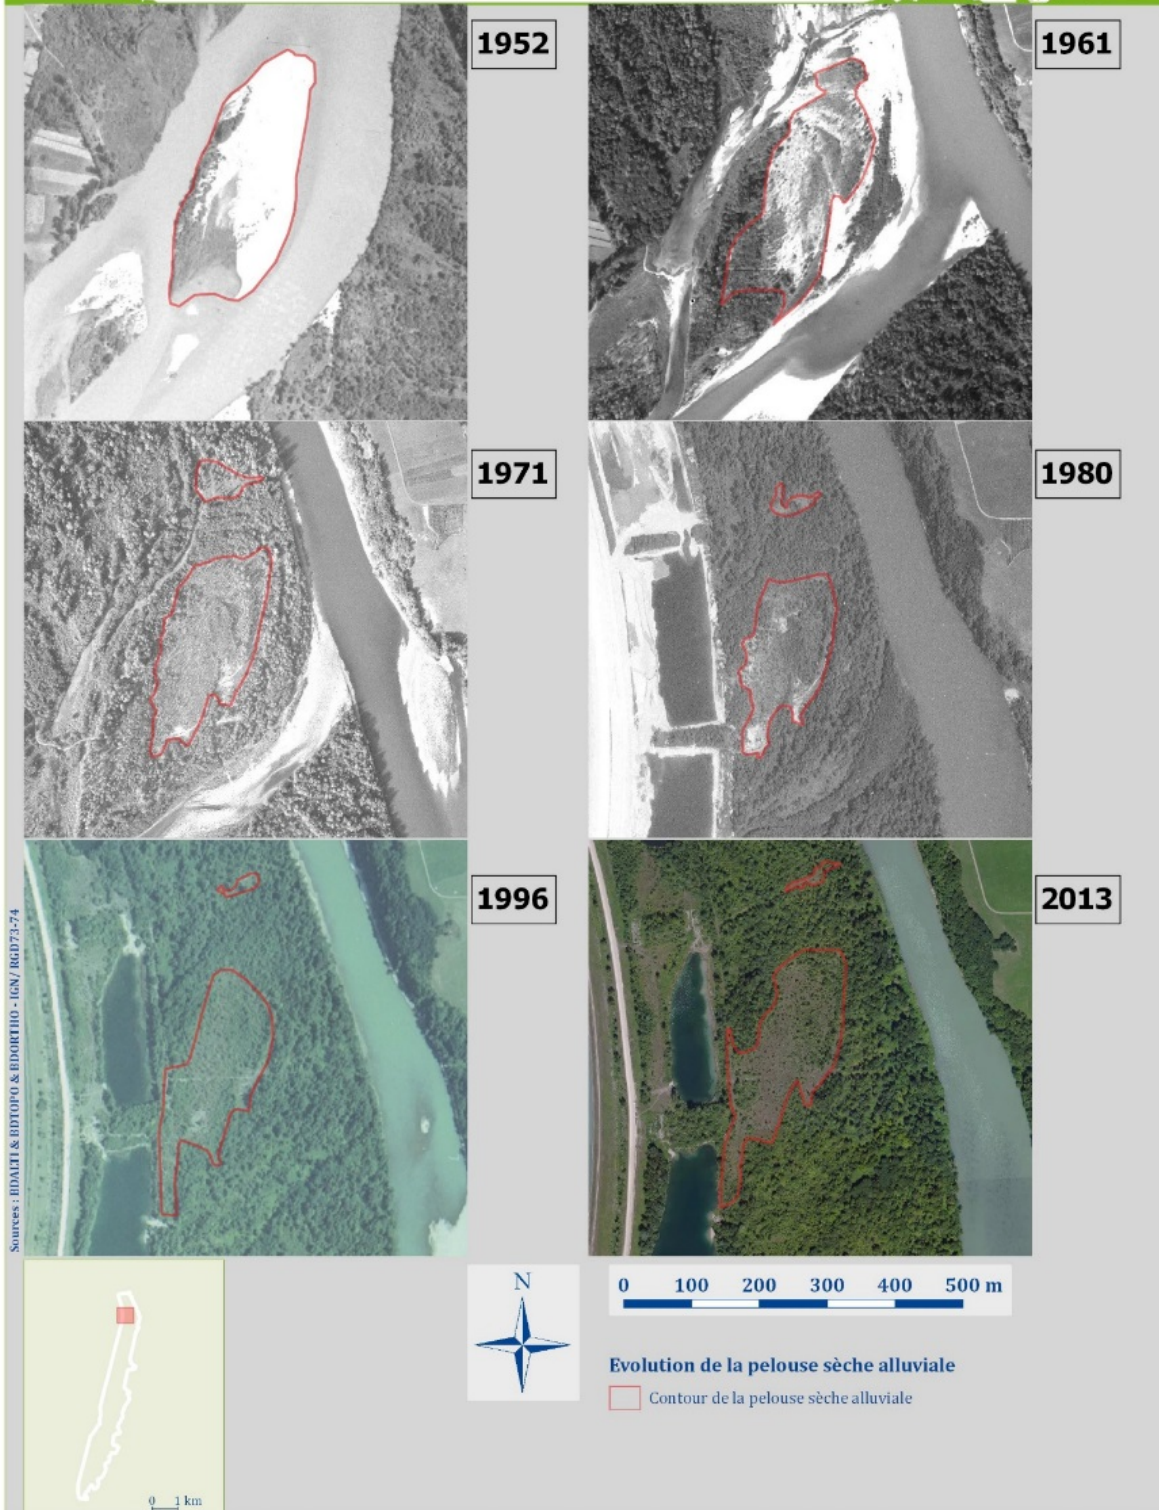 1952
1961
1971
1980
1996
2013
Sources : BDALTI & BDTOPO & BDORTHO - IGN/ RGD73-74
N
0 100 200 300 400 500 m
Evolution de la pelouse sèche alluviale
Contour de la pelouse sèche alluviale
0 1 km